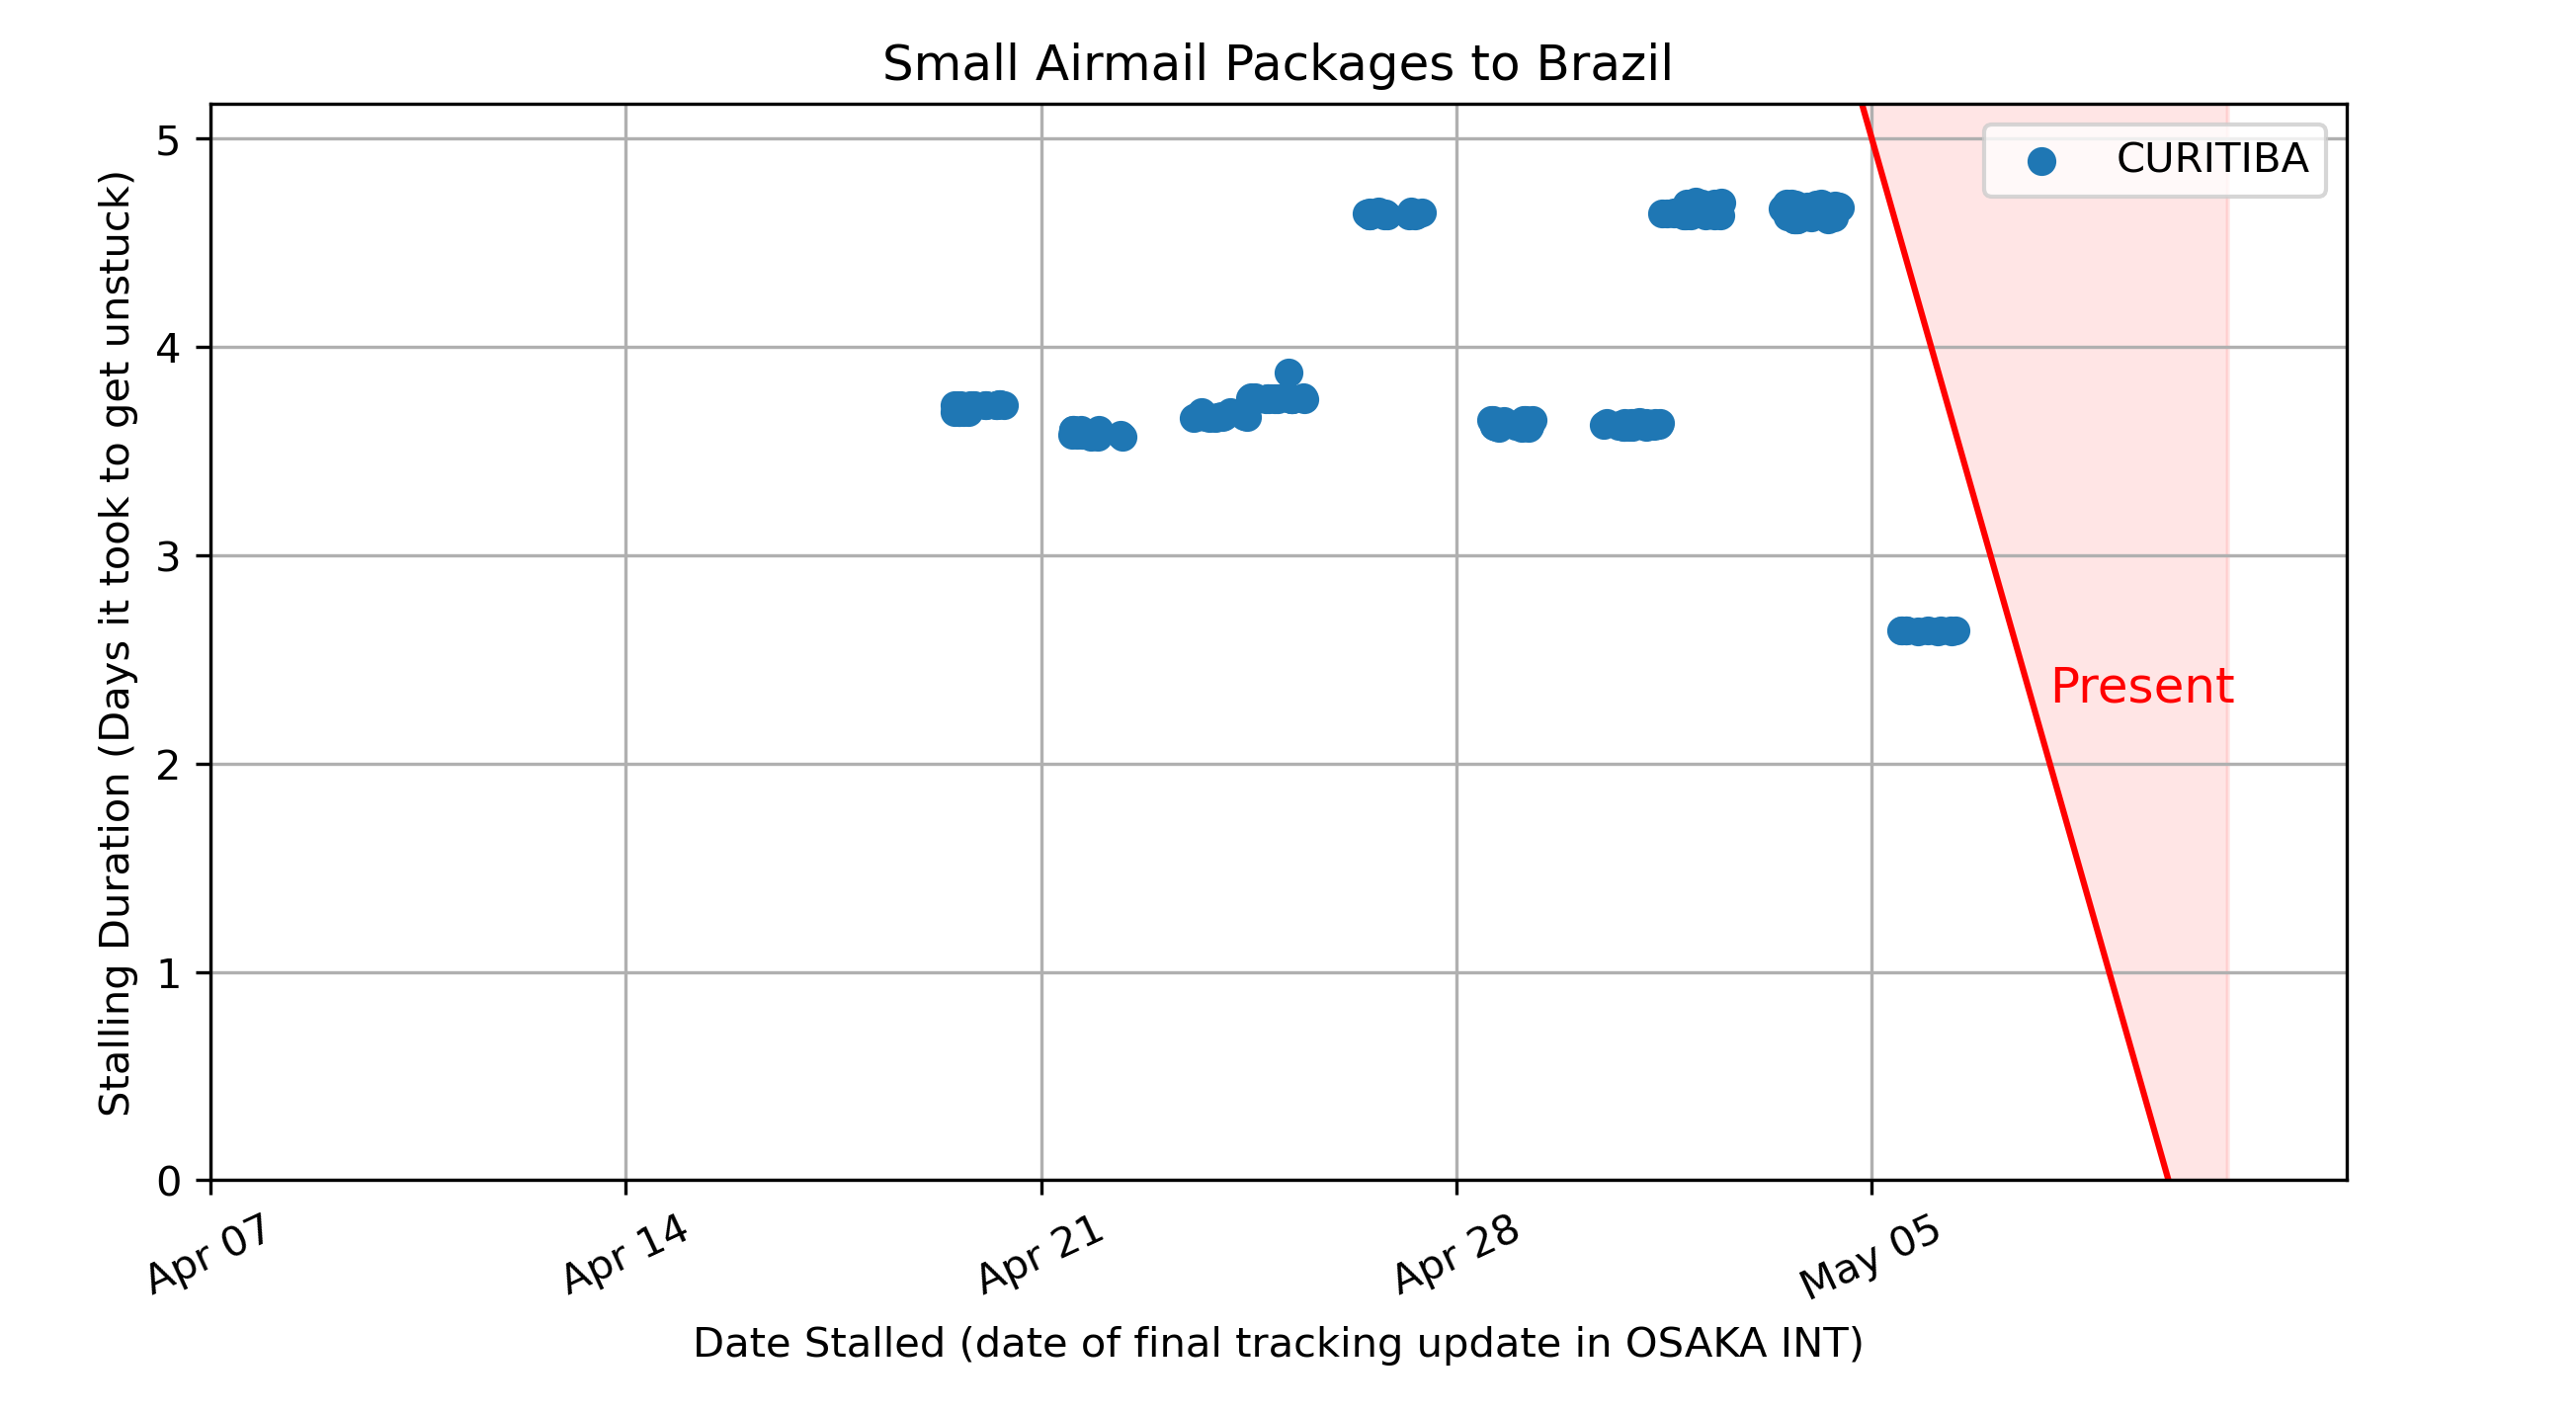 Small Airmail Packages to Brazil
Stalling Duration (Days it took to get unstuck)
5
4
3
2
1
0
CURITIBA
Present
Apr 07
Apr 14
Apr 21
Apr 28
May 05
Date Stalled (date of final tracking update in OSAKA INT)